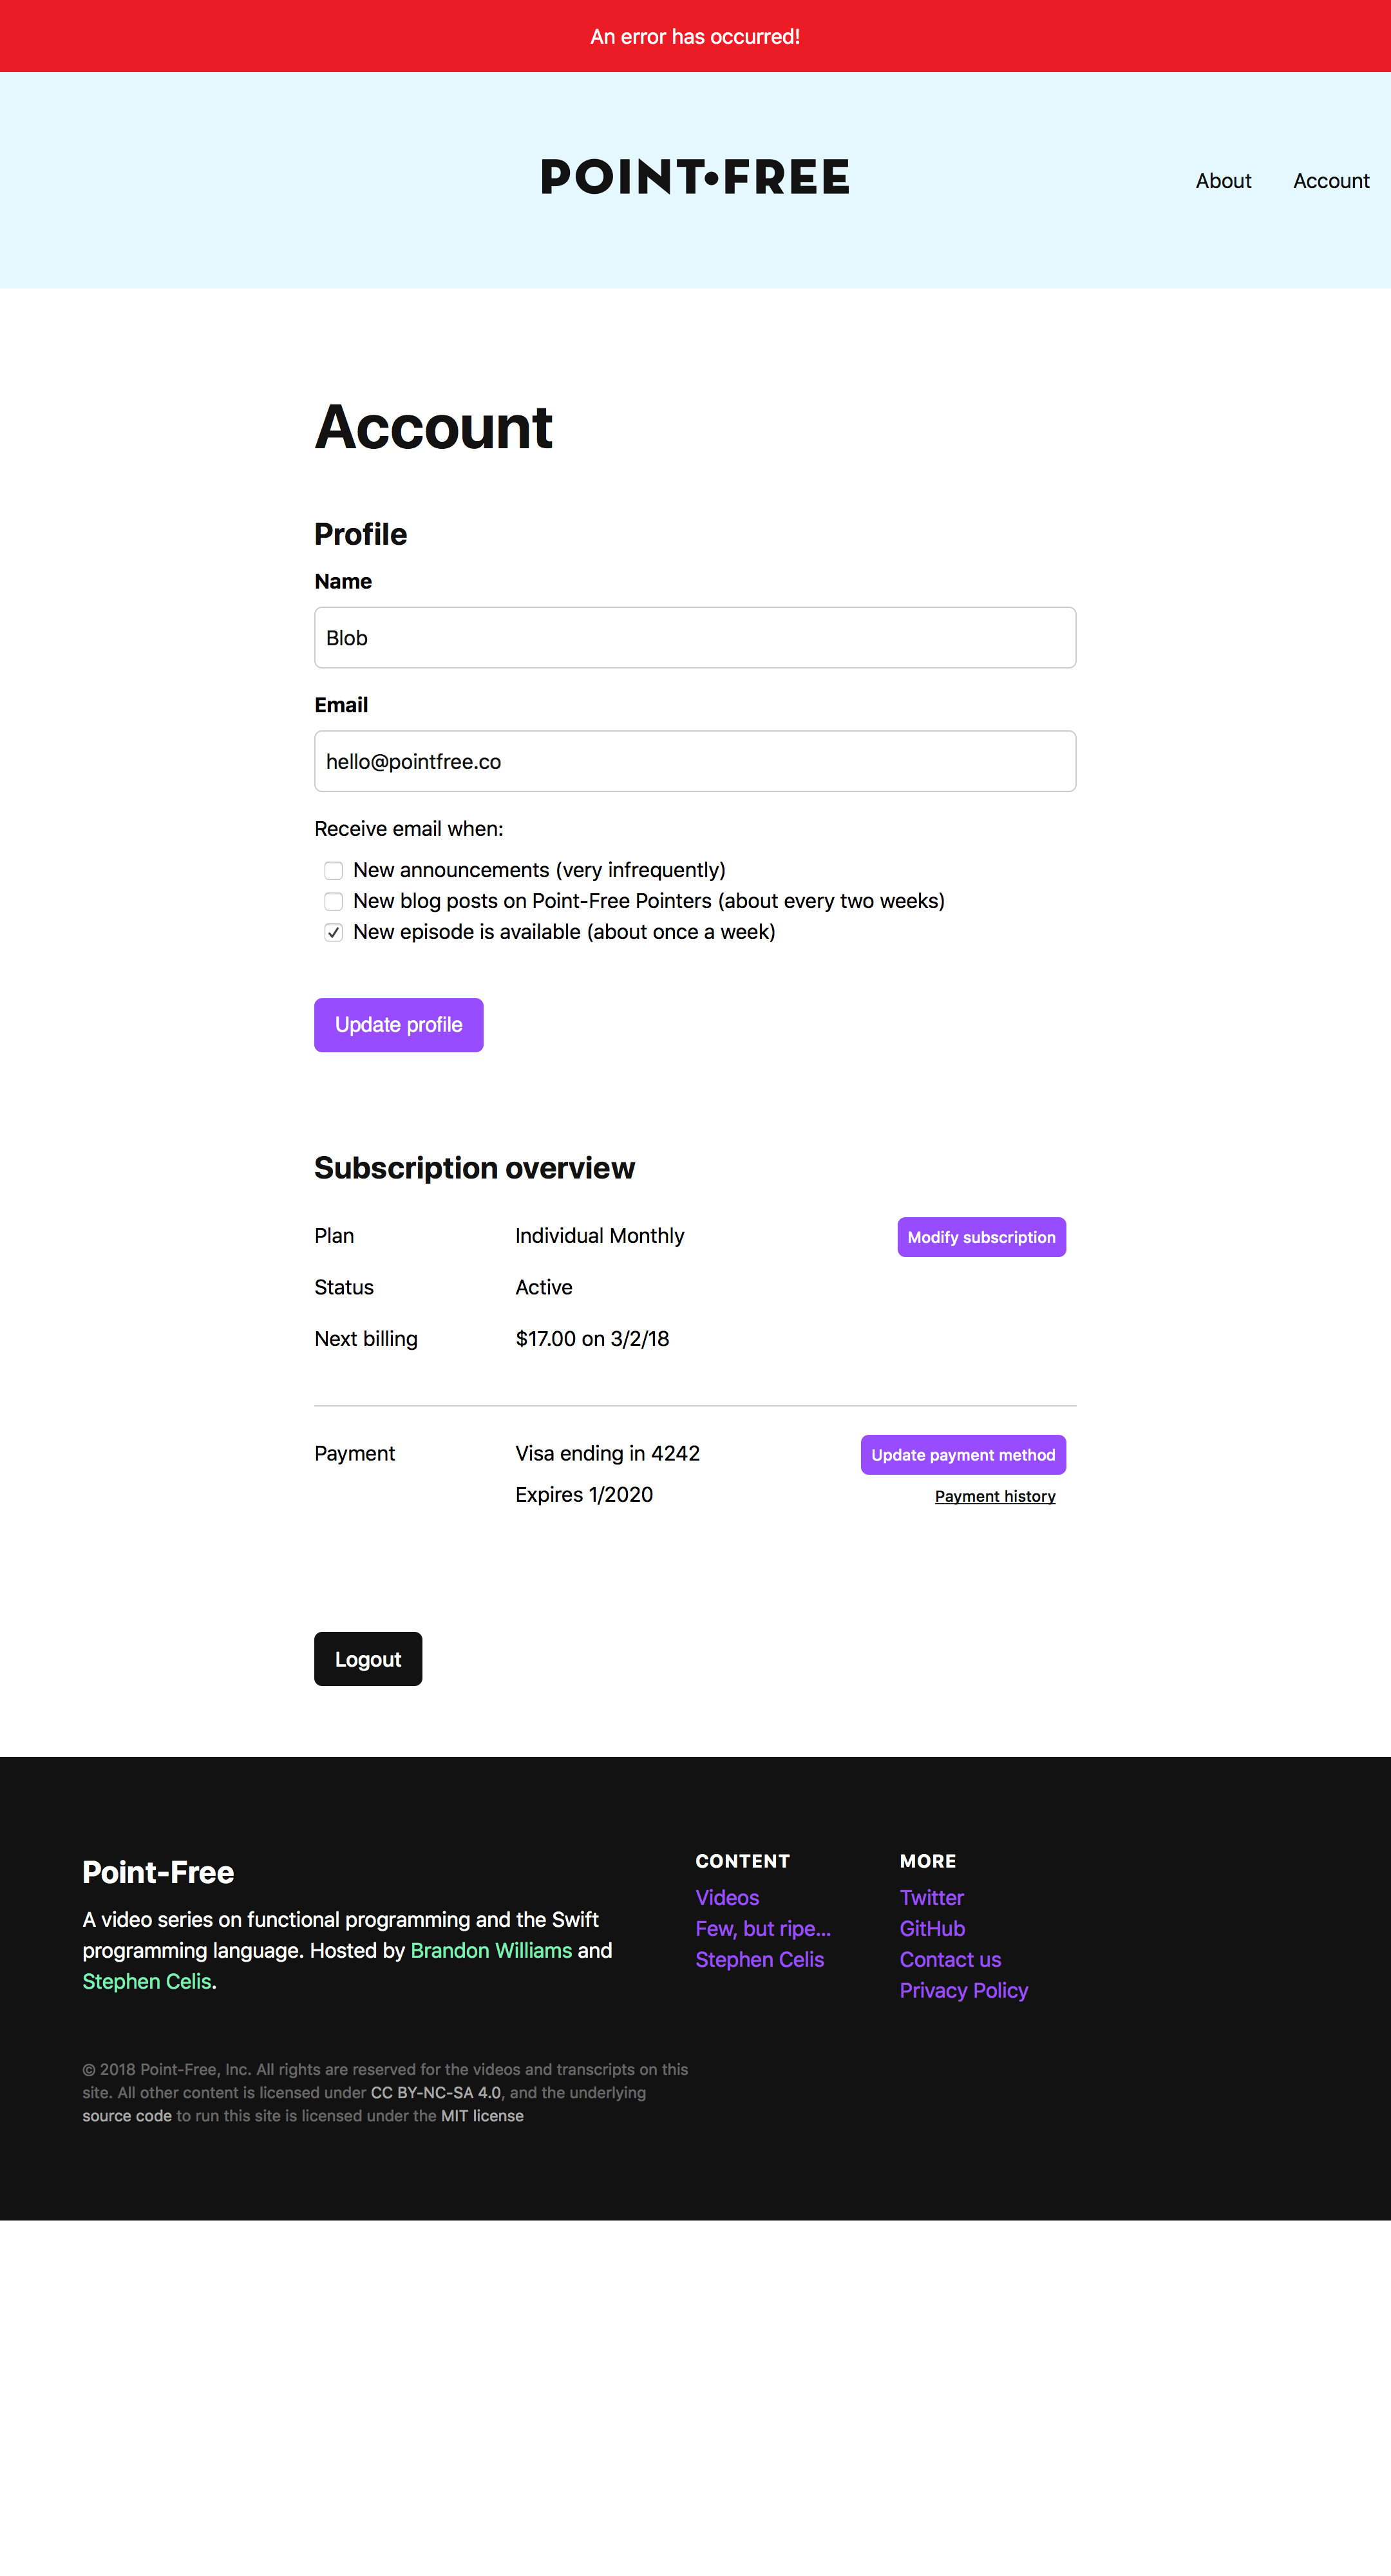 An error has occurred!
POINT•FREE
About Account
Account
Profile
Name
Blob
Email
hello@pointfree.co
Receive email when:
New announcements (very infrequently)
New blog posts on Point-Free Pointers (about every two weeks)
New episode is available (about once a week)
Update profile
Subscription overview
Plan Individual Monthly Modify subscription
Status Active
Next billing $17.00 on 3/2/18
Payment Visa ending in 4242 Update payment method
Expires 1/2020 Payment history
Logout
Point-Free
A video series on functional programming and the Swift
programming language. Hosted by Brandon Williams and
Stephen Celis.
CONTENT
Videos
Few, but ripe...
Stephen Celis
MORE
Twitter
GitHub
Contact us
Privacy Policy
© 2018 Point-Free, Inc. All rights are reserved for the videos and transcripts on this
site. All other content is licensed under CC BY-NC-SA 4.0, and the underlying
source code to run this site is licensed under the MIT license